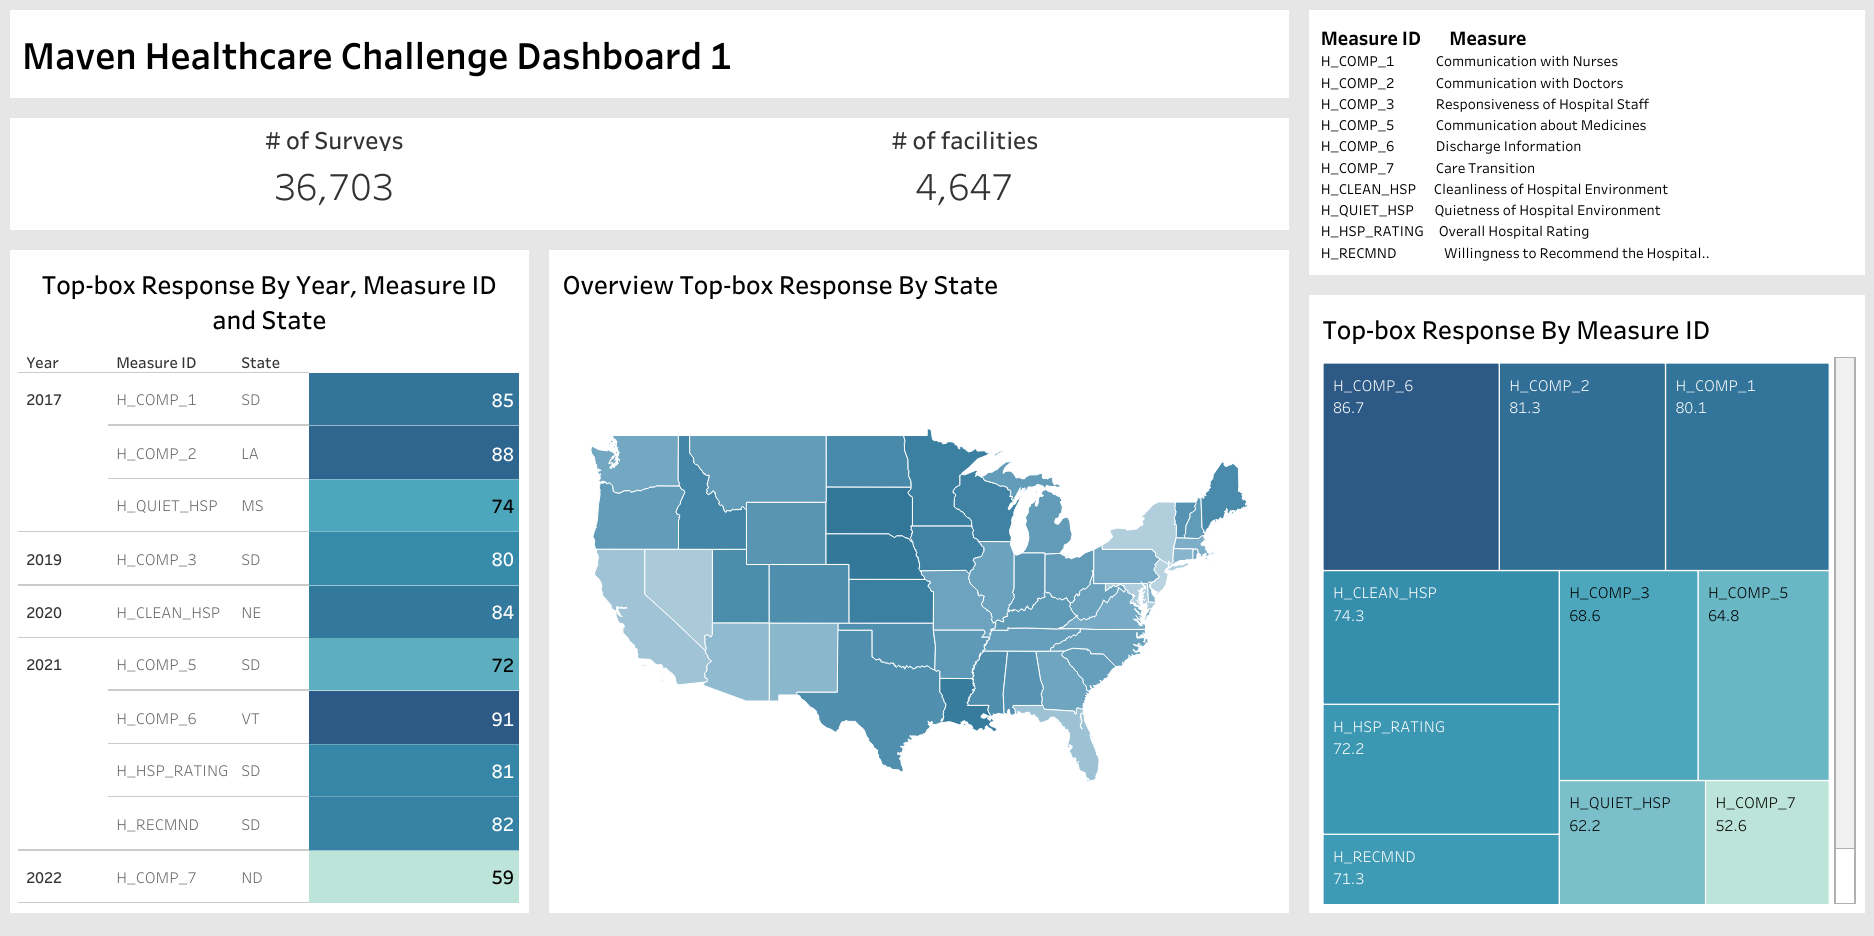 Maven Healthcare Challenge Dashboard 1
# of Surveys
36,703
# of facilities
4,647
Measure ID Measure
H_COMP_1 Communication with Nurses
H_COMP_2 Communication with Doctors
H_COMP_3 Responsiveness of Hospital Staff
H_COMP_5 Communication about Medicines
H_COMP_6 Discharge Information
H_COMP_7 Care Transition
H_CLEAN_HSP Cleanliness of Hospital Environment
H_QUIET_HSP Quietness of Hospital Environment
H_HSP_RATING Overall Hospital Rating
H_RECMND Willingness to Recommend the Hospital..
Top-box Response By Year, Measure ID
and State
Year Measure ID State
2017 H_COMP_1 SD 85
H_COMP_2 LA 88
H_QUIET_HSP MS 74
2019 H_COMP_3 SD 80
2020 H_CLEAN_HSP NE 84
2021 H_COMP_5 SD 72
H_COMP_6 VT 91
H_HSP_RATING SD 81
H_RECMND SD 82
2022 H_COMP_7 ND 59
Overview Top-box Response By State
Top-box Response By Measure ID
H_COMP_6
86.7
H_COMP_2
81.3
H_COMP_1
80.1
H_CLEAN_HSP
74.3
H_HSP_RATING
72.2
H_RECMND
71.3
H_COMP_3
68.6
H_COMP_5
64.8
H_QUIET_HSP
62.2
H_COMP_7
52.6